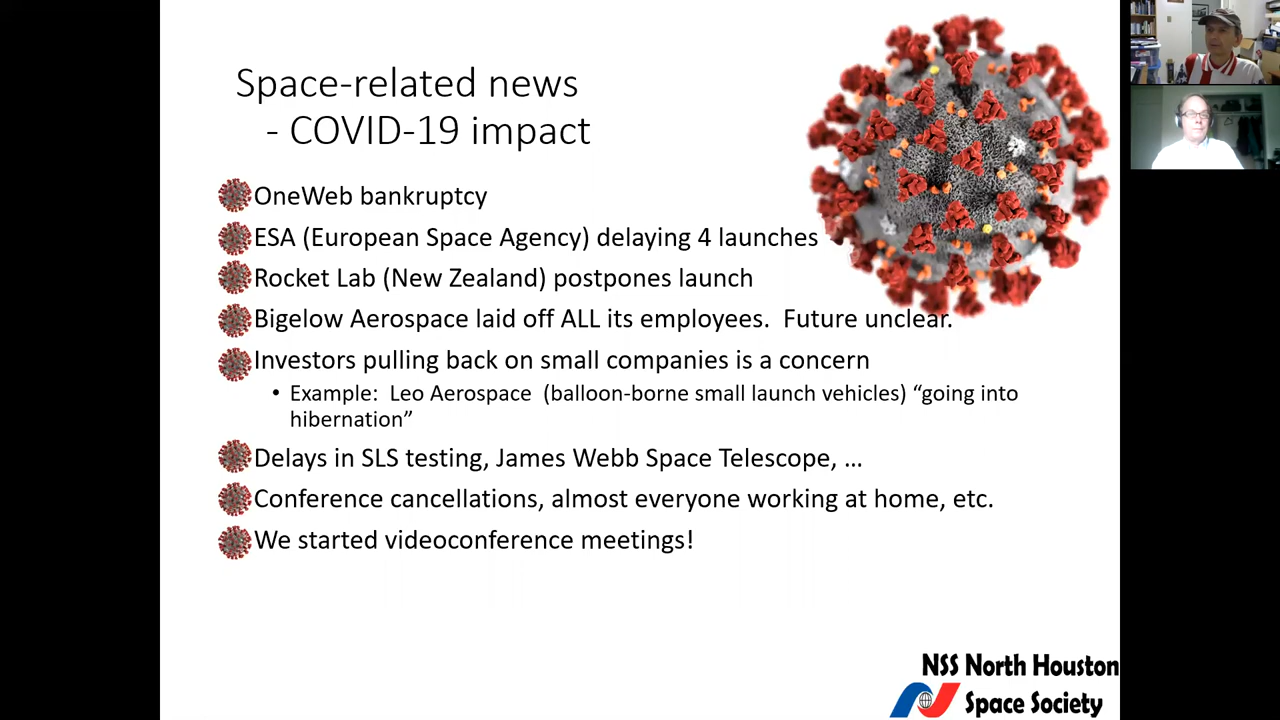 Space-related news
- COVID-19 impact
OneWeb bankruptcy
ESA (European Space Agency) delaying 4 launches
Rocket Lab (New Zealand) postpones launch
Bigelow Aerospace laid off ALL its employees.  Future unclear.
Investors pulling back on small companies is a concern
• Example:  Leo Aerospace  (balloon-borne small launch vehicles) “going into
hibernation”
Delays in SLS testing, James Webb Space Telescope, …
Conference cancellations, almost everyone working at home, etc.
We started videoconference meetings!
NSS North Houston
Space Society